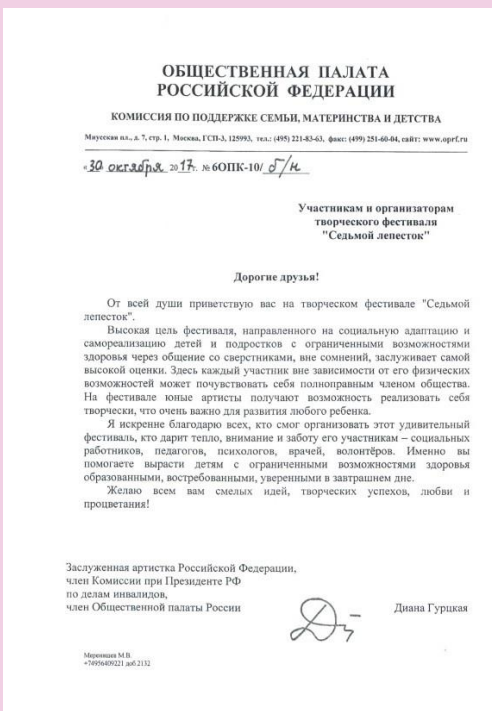 ОБЩЕСТВЕННАЯ ПАЛАТА
РОССИЙСКОЙ ФЕДЕРАЦИИ
КОМИССИЯ ПО ПОДДЕРЖКЕ СЕМЬИ, МАТЕРИНСТВА И ДЕТСТВА
Миусская пл., д. 7, стр. 1, Москва, ГСП-3, 125993, тел.: (495) 221-83-63, факс: (499) 251-60-04, сайт: www.oprf.ru
«30 октября 2017г. № 6ОПК-10/ б/н
Участникам и организаторам
творческого фестиваля
"Седьмой лепесток"
Дорогие друзья!
От всей души приветствую вас на творческом фестивале "Седьмой
лепесток".
Высокая цель фестиваля, направленного на социальную адаптацию и
самореализацию детей и подростков с ограниченными возможностями
здоровья через общение со сверстниками, вне сомнений, заслуживает самой
высокой оценки. Здесь каждый участник вне зависимости от его физических
возможностей может почувствовать себя полноправным членом общества.
На фестивале юные артисты получают возможность реализовать себя
творчески, что очень важно для развития любого ребенка.
Я искренне благодарю всех, кто смог организовать этот удивительный
фестиваль, кто дарит тепло, внимание и заботу его участникам – социальных
работников, педагогов, психологов, врачей, волонтёров. Именно вы
помогаете вырасти детям с ограниченными возможностями здоровья
образованными, востребованными, уверенными в завтрашнем дне.
Желаю всем вам смелых идей, творческих успехов, любви и
процветания!
Заслуженная артистка Российской Федерации,
член Комиссии при Президенте РФ
по делам инвалидов,
член Общественной палаты России Диана Гурцкая
М.В.
+74956409221 доб 2132